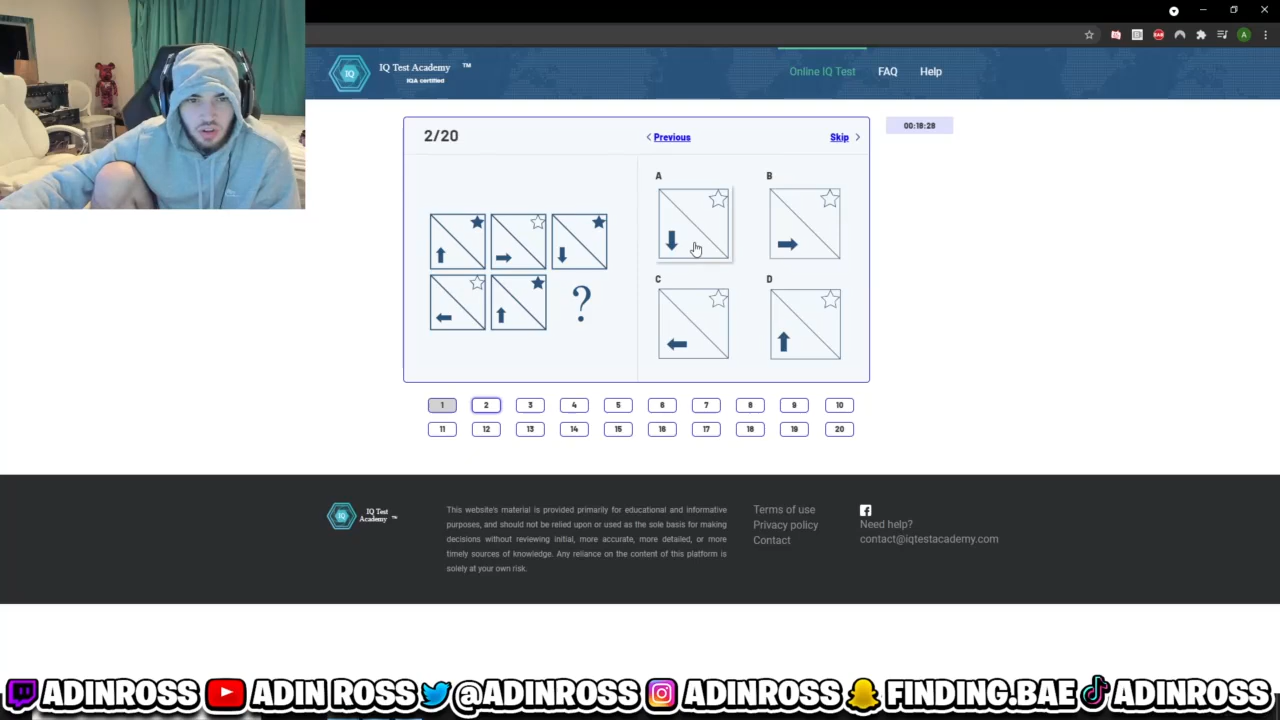 IQ
IQ Test Academy ™
IQA certified
Online IQ Test
FAQ
Help
2/20
Previous
Skip
00:18:28
A
B
?
C
D
1 2 3 4 5 6 7 8 9 10
11 12 13 14 15 16 17 18 19 20
IQ
IQ Test
Academy ™
This website's material is provided primarily for educational and informative
purposes, and should not be relied upon or used as the sole basis for making
decisions without reviewing initial, more accurate, more detailed, or more
timely sources of knowledge. Any reliance on the content of this platform is
solely at your own risk.
Terms of use
Privacy policy
Contact
Need help?
contact@iqtestacademy.com
ADINROSS ADIN ROSS @ADINROSS ADINROSS FINDING.BAE ADINROSS